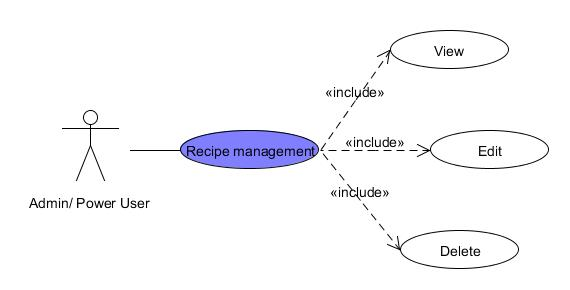 View
«include»
«include»
Recipe management
Edit
«include»
Admin/ Power User
Delete